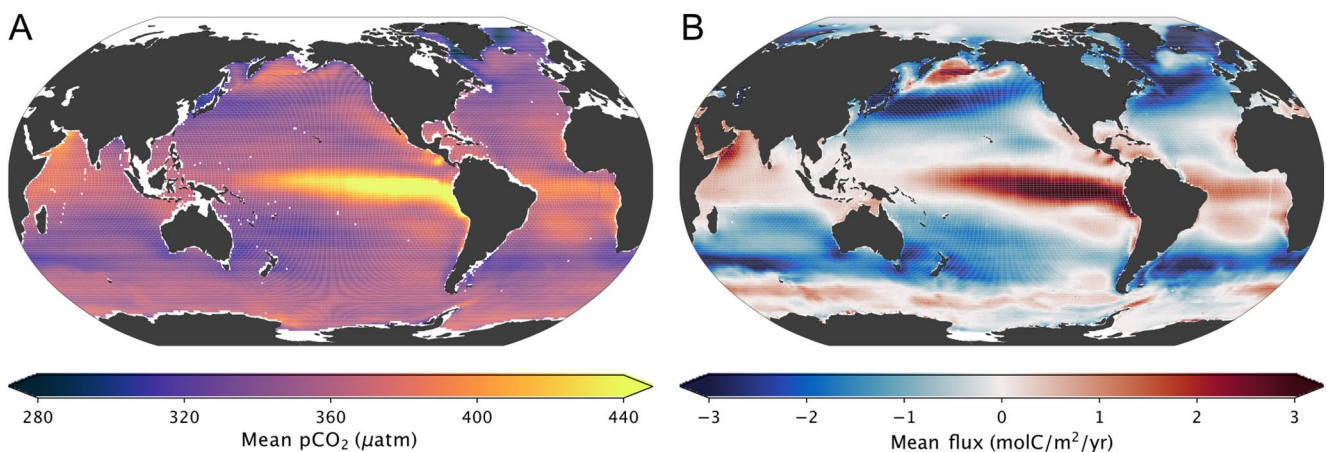 A
B
280 320 360 400 440
Mean pCO₂ (μatm)
−3 −2 −1 0 1 2 3
Mean flux (molC/m²/yr)